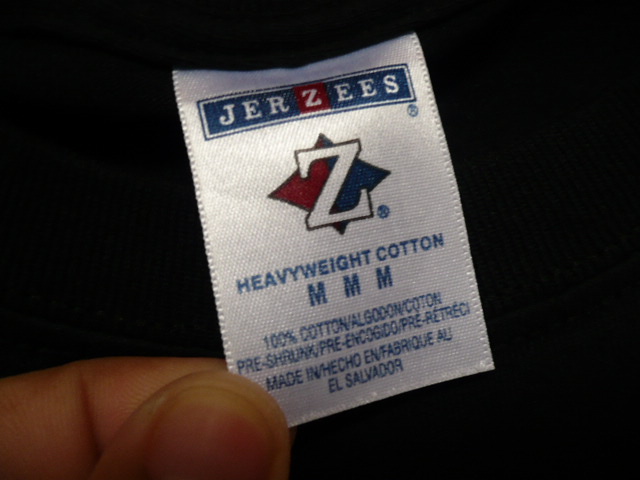 JERZEES®
Z®
HEAVYWEIGHT COTTON
M M M
100% COTTON/ALGODON/COTON
PRE-SHRUNK/PRE-ENCOGIDO/PRÉ-RÉTRÉCI
MADE IN/HECHO EN/FABRIQUE AU
EL SALVADOR